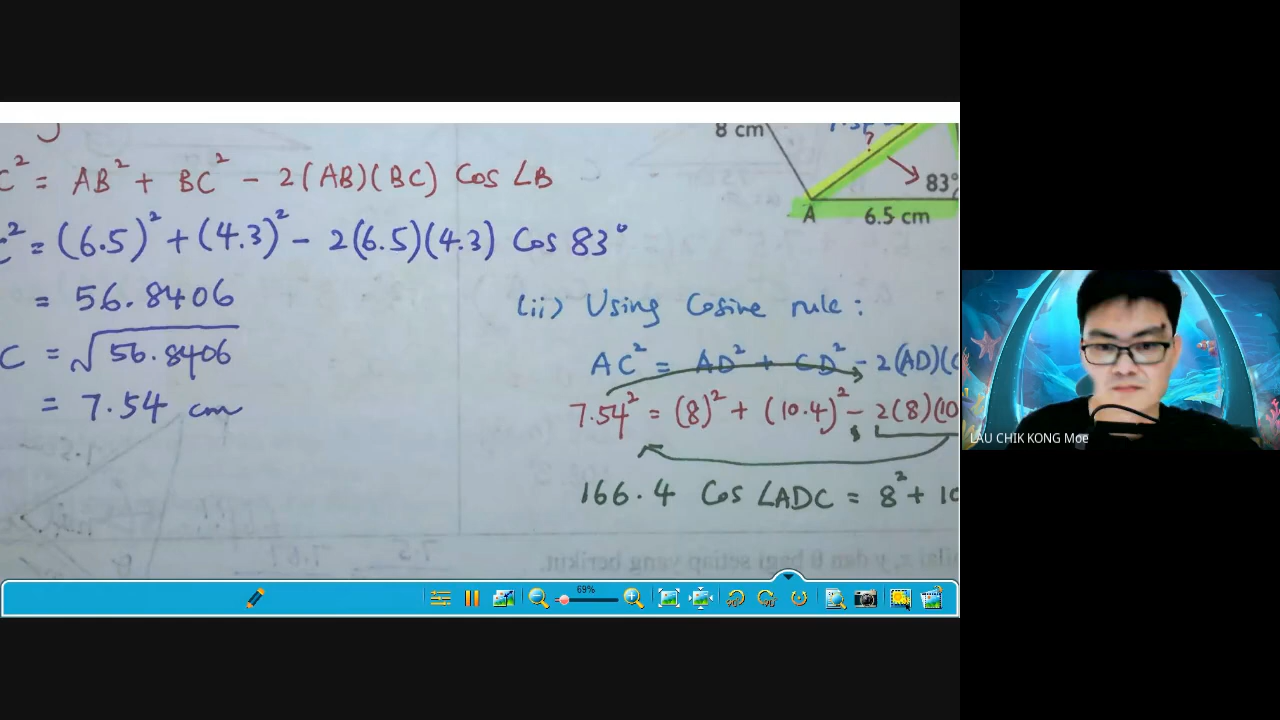 C² = AB² + BC² - 2(AB)(BC) Cos ∠B
C² = (6.5)² + (4.3)² - 2(6.5)(4.3) Cos 83°
= 56.8406
C = √56.8406
= 7.54 cm
8 cm
?
83°
A
6.5 cm
(ii) Using Cosine rule :
AC² = AD² + CD² - 2(AD)(C
7.54² = (8)² + (10.4)² - 2(8)(10
166.4 Cos ∠ADC = 8² + 10
69%
LAU CHIK KONG Moe